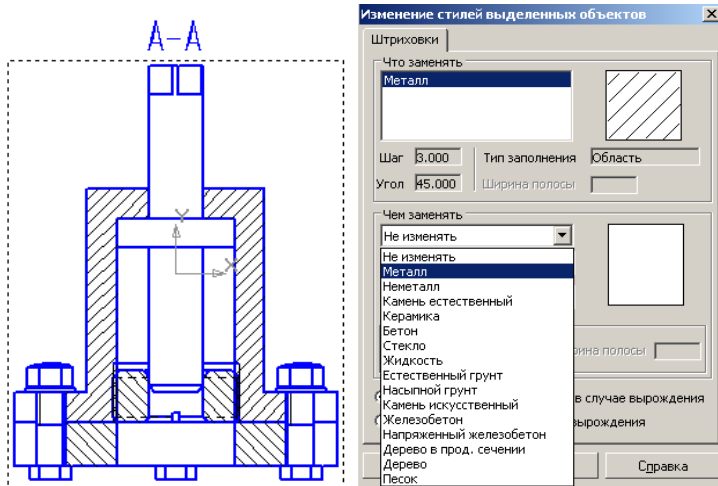 А-А
Y
X
Изменение стилей выделенных объектов
Штриховки
Что заменять
Металл
Шаг 3.000 Тип заполнения Область
Угол 45.000 Ширина полосы
Чем заменять
Не изменять
Не изменять
Металл
Неметалл
Камень естественный
Керамика
Бетон
Стекло
Жидкость
рина полосы
Естественный грунт
Насыпной грунт
в случае вырождения
Камень искусственный
Железобетон
вырождения
Напряженный железобетон
Дерево в прод. сечении
Дерево
Справка
Песок